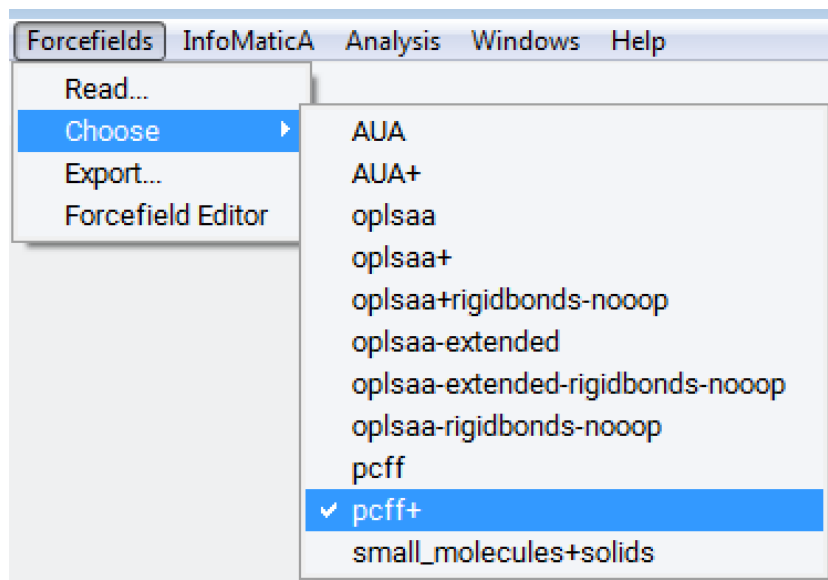 Forcefields InfoMaticA Analysis Windows Help
Read...
Choose
Export...
Forcefield Editor
AUA
AUA+
oplsaa
oplsaa+
oplsaa+rigidbonds-nooop
oplsaa-extended
oplsaa-extended-rigidbonds-nooop
oplsaa-rigidbonds-nooop
pcff
pcff+
small_molecules+solids